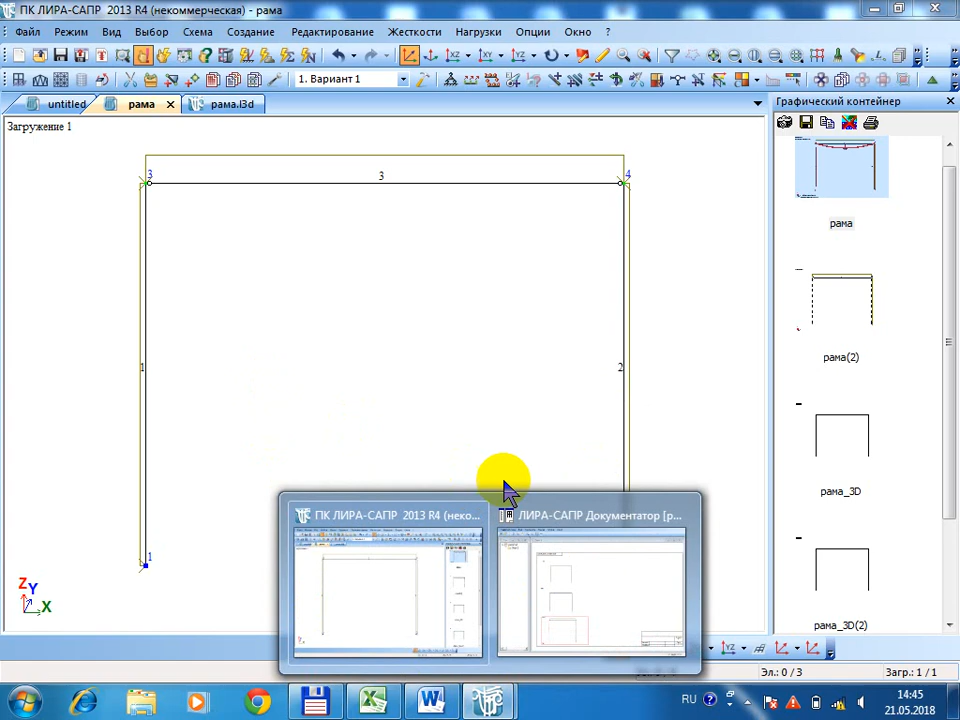 ПК ЛИРА-САПР 2013 R4 (некоммерческая) - рама
Файл Режим Вид Выбор Схема Создание Редактирование Жесткости Нагрузки Опции Окно ?
XZ XY
1. Вариант 1
untitled рама рама.l3d
Графический контейнер
Загружение 1
3 3 4
1 2
1
Z Y X
рама
рама(2)
рама_3D
рама_3D(2)
ПК ЛИРА-САПР 2013 R4 (неко...
ЛИРА-САПР Документатор [р...
YZ
Эл.: 0 / 3 Загр.: 1 / 1
RU
14:45
21.05.2018